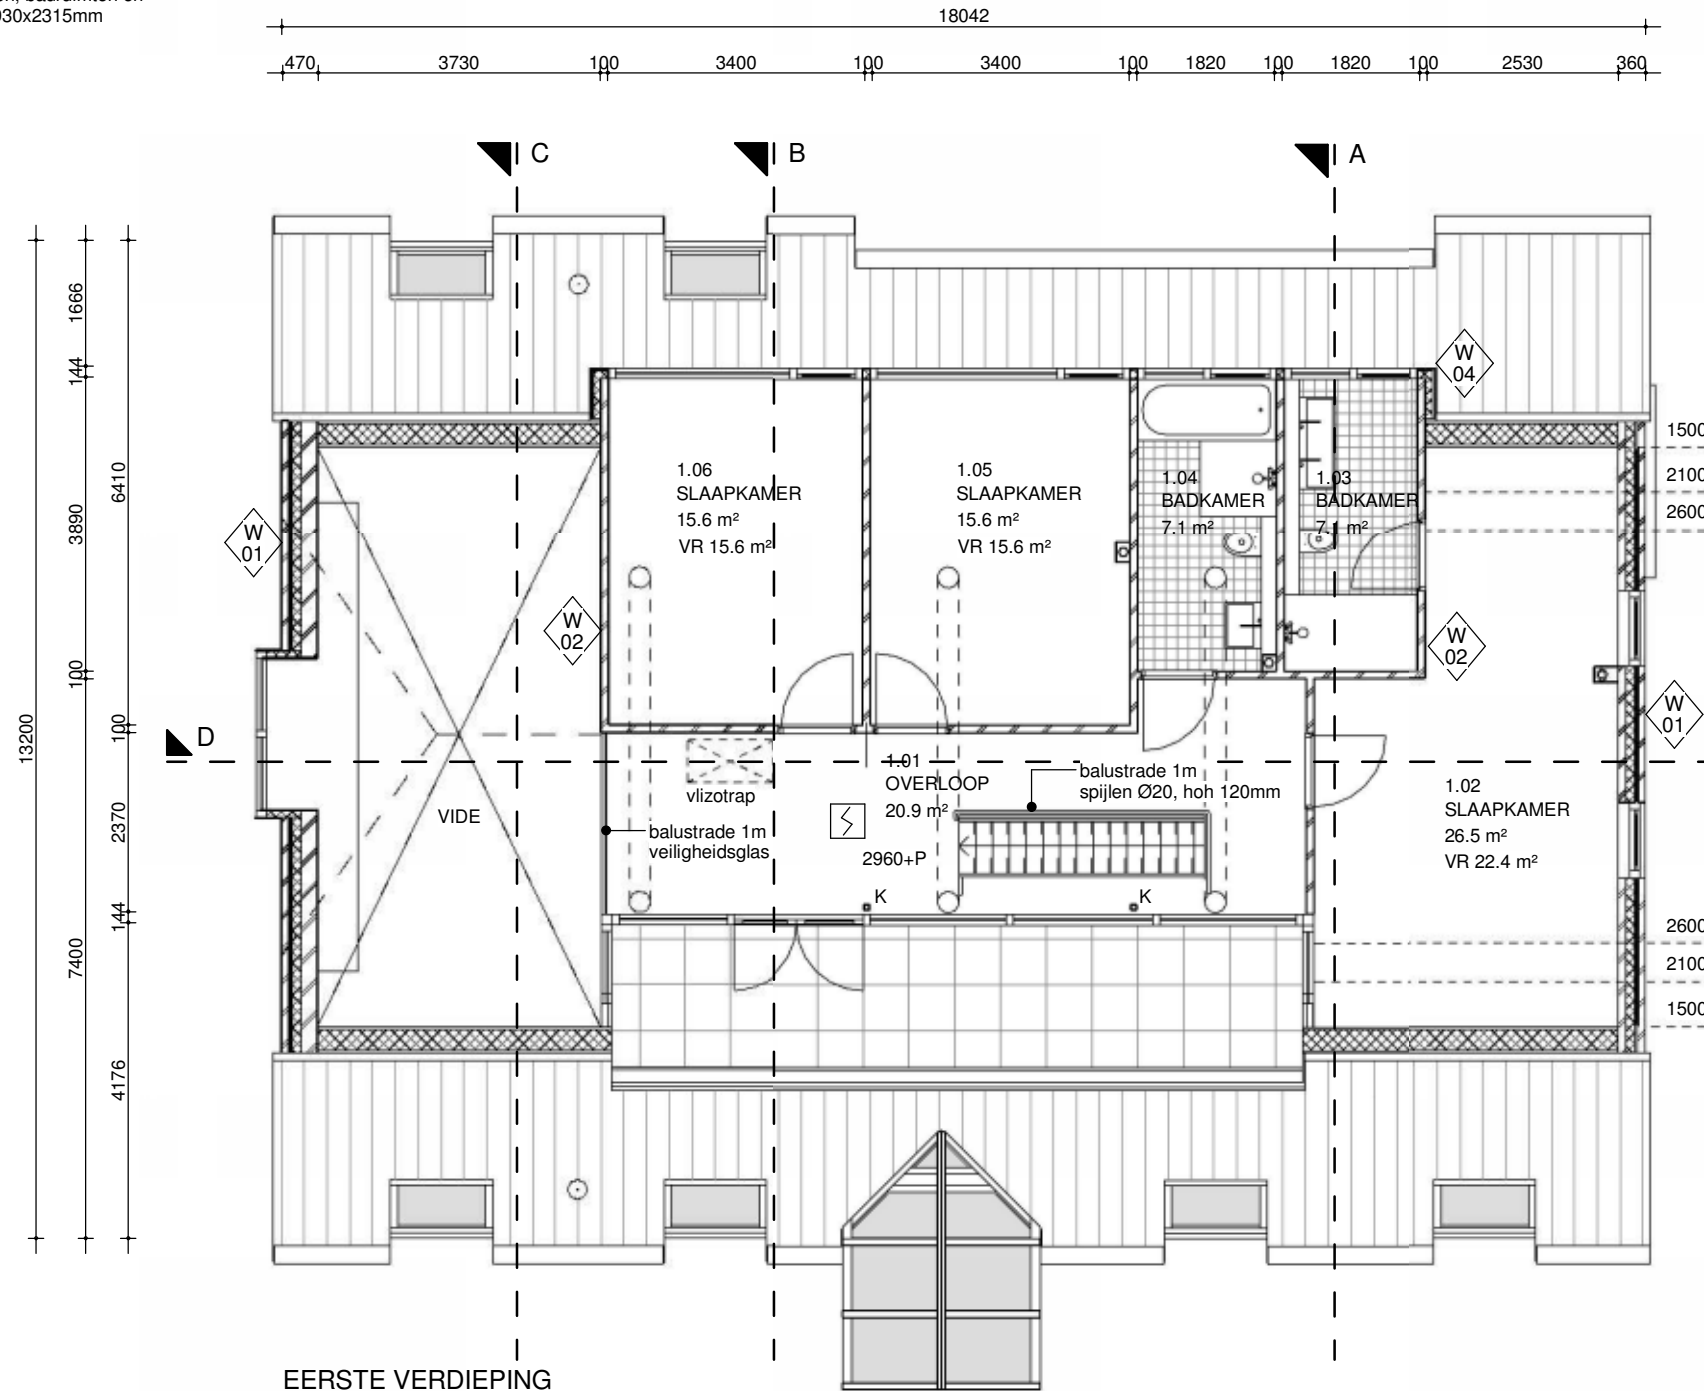 930x2315mm
18042
470 3730 100 3400 100 3400 100 1820 100 1820 100 2530 360
C
B
A
1666
144
W
04
1500
2100
2600
6410
3890
1.06
SLAAPKAMER
15.6 m²
VR 15.6 m²
1.05
SLAAPKAMER
15.6 m²
VR 15.6 m²
1.04
BADKAMER
7.1 m²
1.03
BADKAMER
7.1 m²
W
01
W
02
W
02
W
01
100
100
13200
D
1.01
OVERLOOP
20.9 m²
vlizotrap
balustrade 1m
spijlen Ø20, hoh 120mm
VIDE
balustrade 1m
veiligheidsglas
2960+P
K
K
1.02
SLAAPKAMER
26.5 m²
VR 22.4 m²
2370
144
7400
4176
2600
2100
1500
EERSTE VERDIEPING